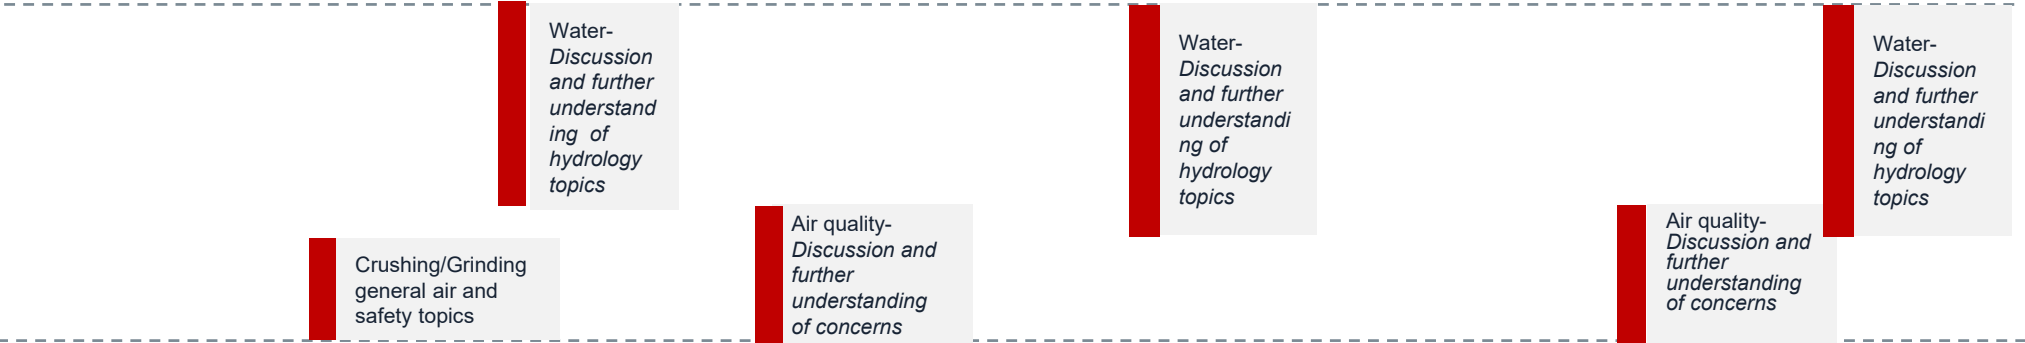 Water-
Discussion
and further
understand
ing of
hydrology
topics
Crushing/Grinding
general air and
safety topics
Air quality-
Discussion and
further
understanding
of concerns
Water-
Discussion
and further
understandi
ng of
hydrology
topics
Air quality-
Discussion and
further
understanding
of concerns
Water-
Discussion
and further
understandi
ng of
hydrology
topics